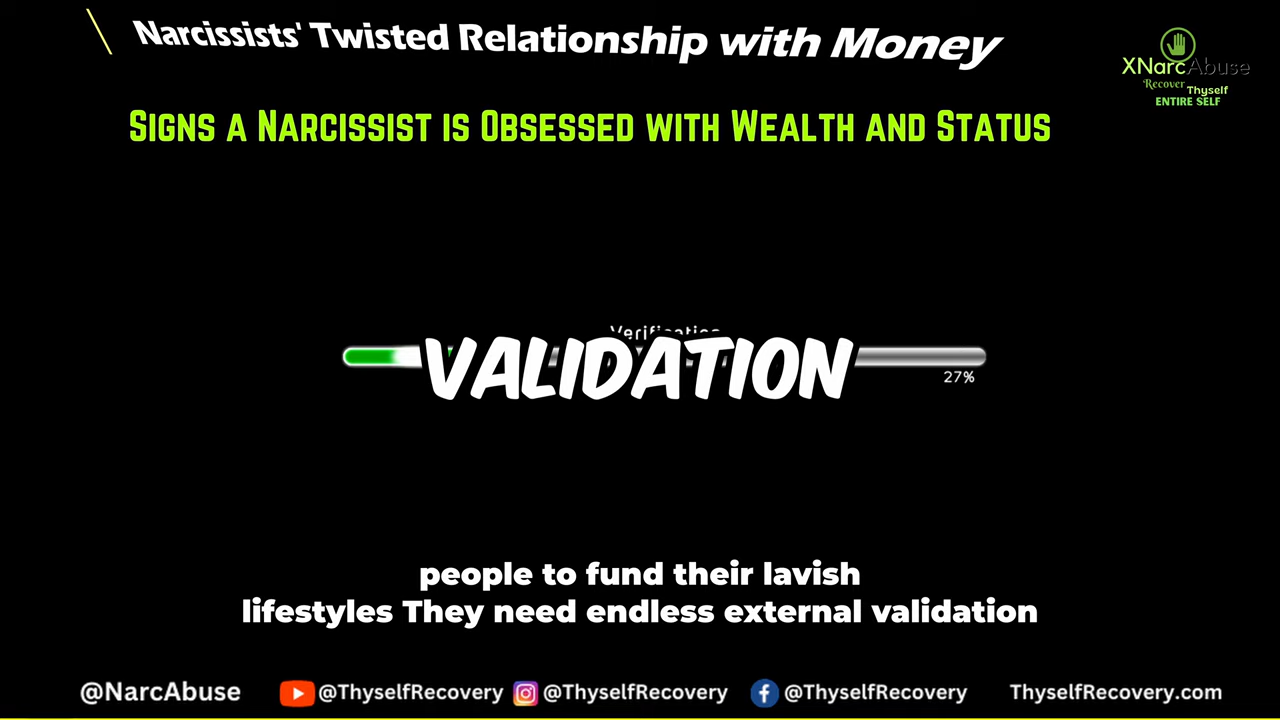 Narcissists' Twisted Relationship with Money
XNarcAbuse
Recover Thyself
ENTIRE SELF
SIGNS A NARCISSIST IS OBSESSED WITH WEALTH AND STATUS
Verification
VALIDATION
27%
people to fund their lavish
lifestyles They need endless external validation
@NarcAbuse @ThyselfRecovery @ThyselfRecovery @ThyselfRecovery ThyselfRecovery.com